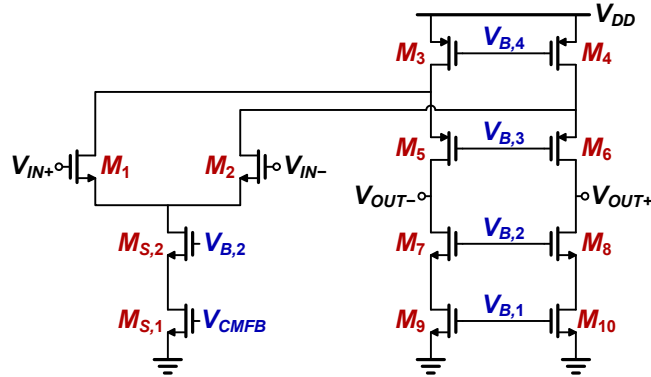 V_DD
M_3 V_B,4 M_4
M_1 M_2 M_5 V_B,3 M_6
V_IN+ V_IN−
V_OUT− V_OUT+
M_S,2 V_B,2 M_7 V_B,2 M_8
M_S,1 V_CMFB M_9 V_B,1 M_10